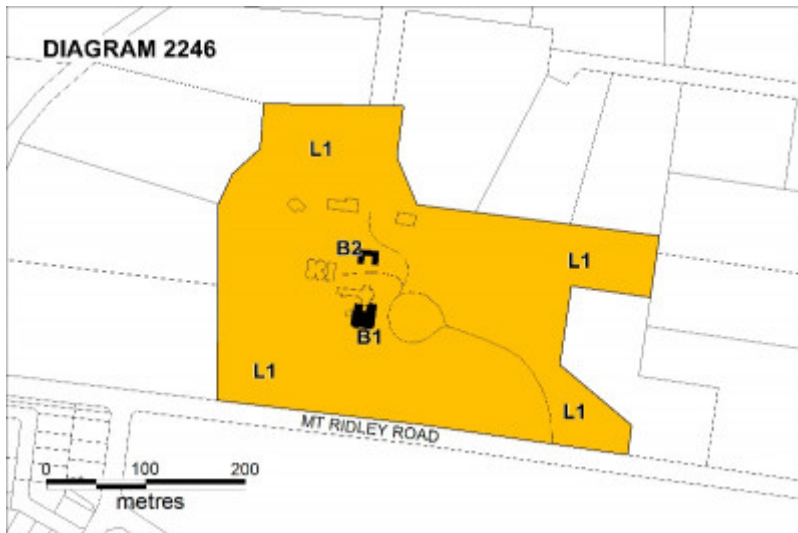 DIAGRAM 2246
L1
B2
L1
B1
L1
L1
MT RIDLEY ROAD
0 100 200
metres